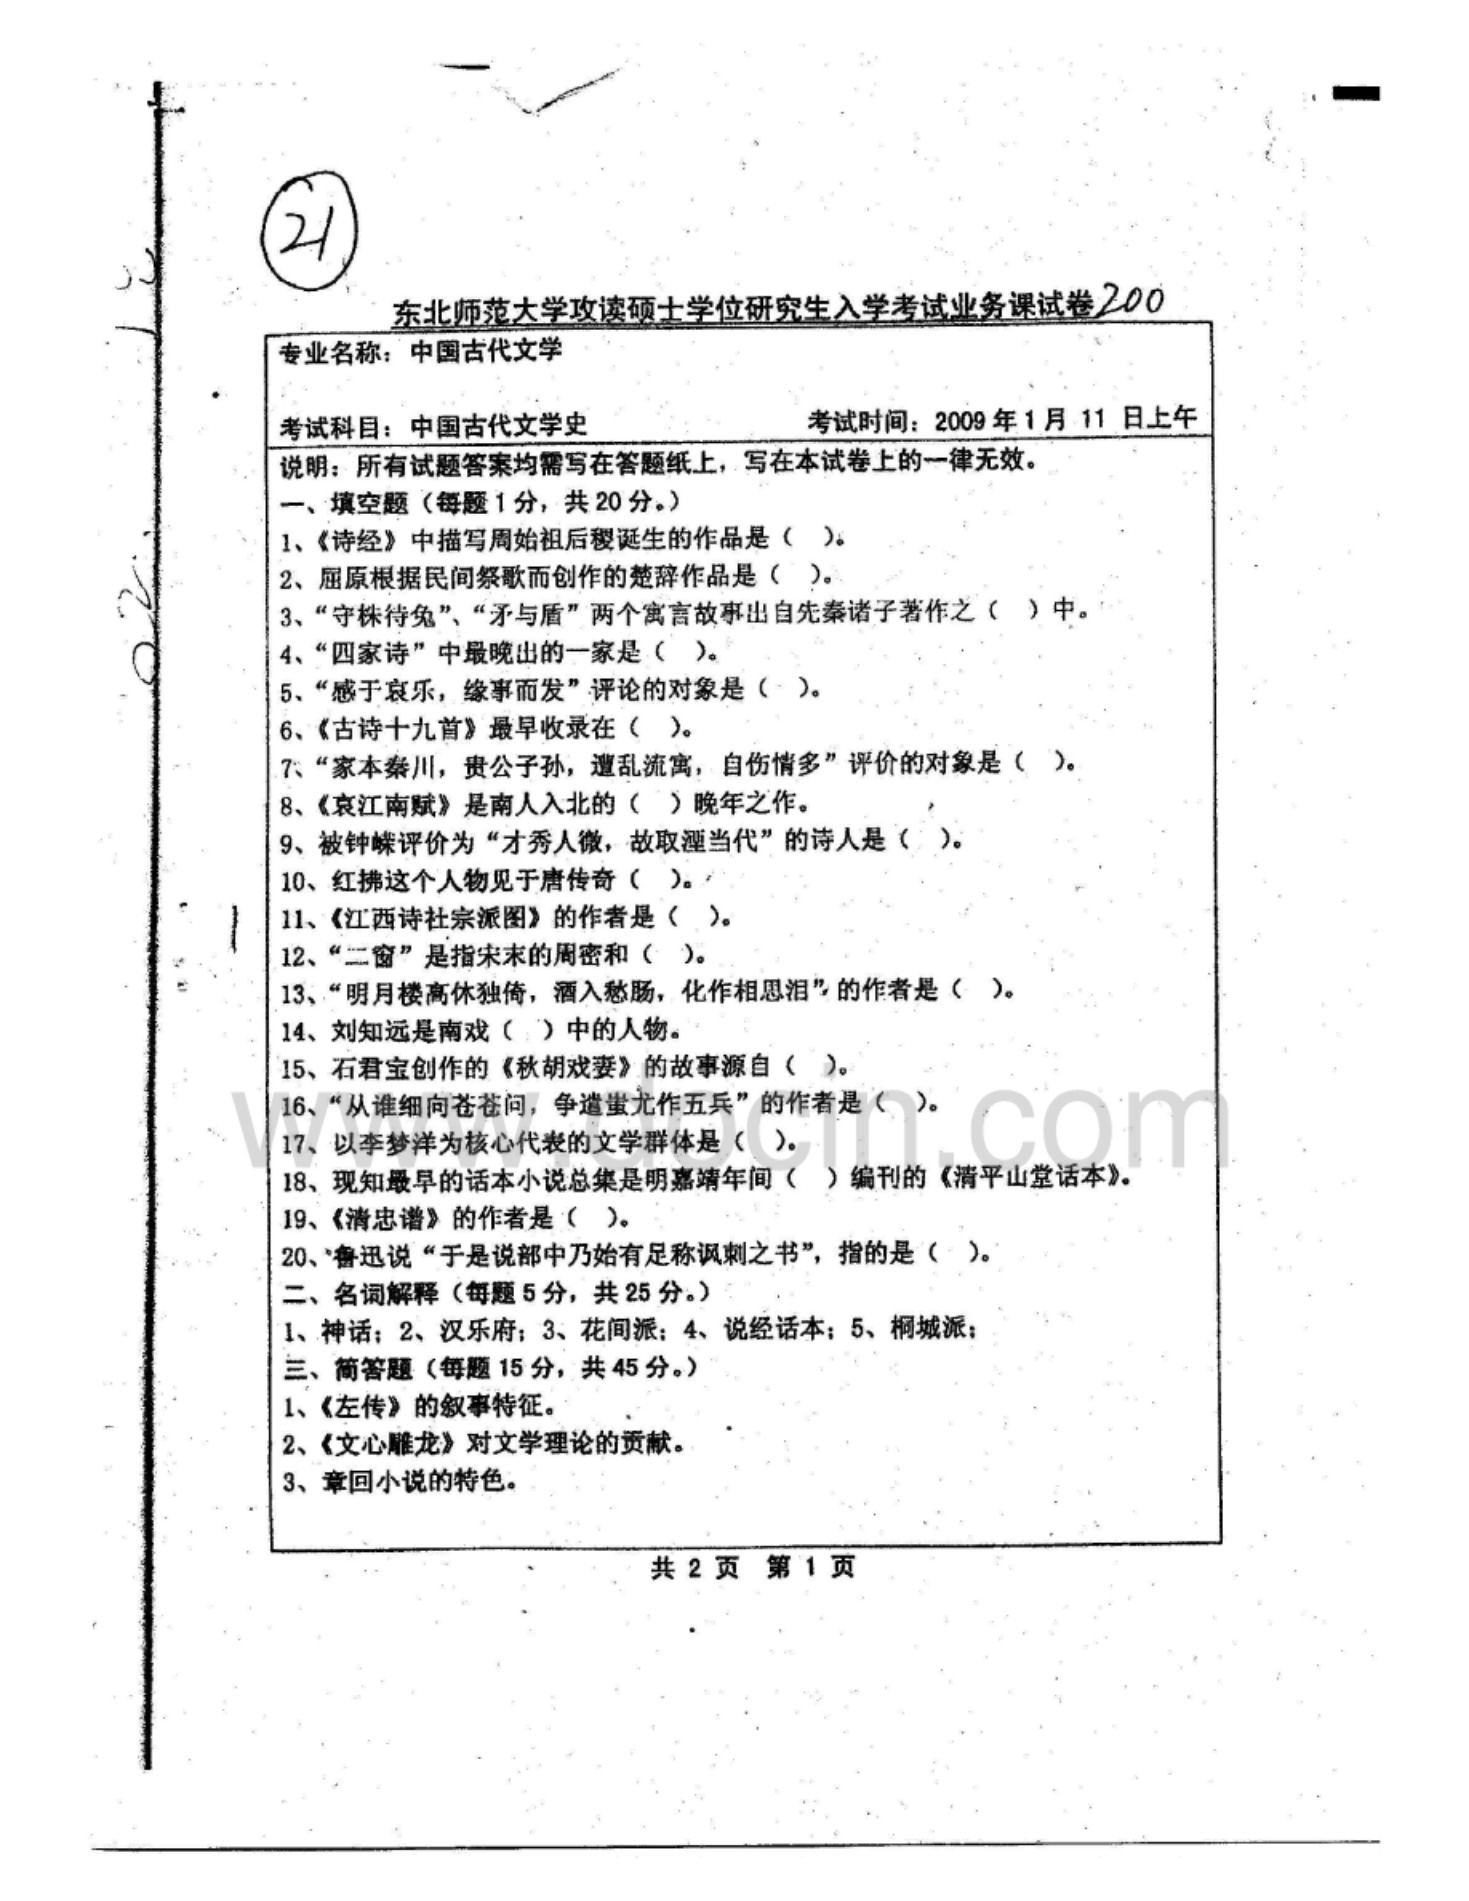 21
东北师范大学攻读硕士学位研究生入学考试业务课试卷200
专业名称：中国古代文学
考试科目：中国古代文学史 考试时间：2009年1月 11 日上午
说明：所有试题答案均需写在答题纸上，写在本试卷上的一律无效。
一、填空题（每题1分，共20分。）
1、《诗经》中描写周始祖后稷诞生的作品是（ ）。
2、屈原根据民间祭歌而创作的楚辞作品是（ ）。
3、“守株待兔”、“矛与盾”两个寓言故事出自先秦诸子著作之（ ）中。
4、“四家诗”中最晚出的一家是（ ）。
5、“感于哀乐，缘事而发”评论的对象是（ ）。
6、《古诗十九首》最早收录在（ ）。
7、“家本秦川，贵公子孙，遭乱流寓，自伤情多”评价的对象是（ ）。
8、《哀江南赋》是南人入北的（ ）晚年之作。
9、被钟嵘评价为“才秀人微，故取湮当代”的诗人是（ ）。
10、红拂这个人物见于唐传奇（ ）。
11、《江西诗社宗派图》的作者是（ ）。
12、“二窗”是指宋末的周密和（ ）。
13、“明月楼高休独倚，酒入愁肠，化作相思泪”的作者是（ ）。
14、刘知远是南戏（ ）中的人物。
15、石君宝创作的《秋胡戏妻》的故事源自（ ）。
16、“从谁细向苍苍问，争遣蚩尤作五兵”的作者是（ ）。
17、以李梦洋为核心代表的文学群体是（ ）。
18、现知最早的话本小说总集是明嘉靖年间（ ）编刊的《清平山堂话本》。
19、《清忠谱》的作者是（ ）。
20、鲁迅说“于是说部中乃始有足称讽刺之书”，指的是（ ）。
二、名词解释（每题5分，共25分。）
1、神话；2、汉乐府；3、花间派；4、说经话本；5、桐城派；
三、简答题（每题15分，共45分。）
1、《左传》的叙事特征。
2、《文心雕龙》对文学理论的贡献。
3、章回小说的特色。
共 2 页 第 1 页
www.docin.com